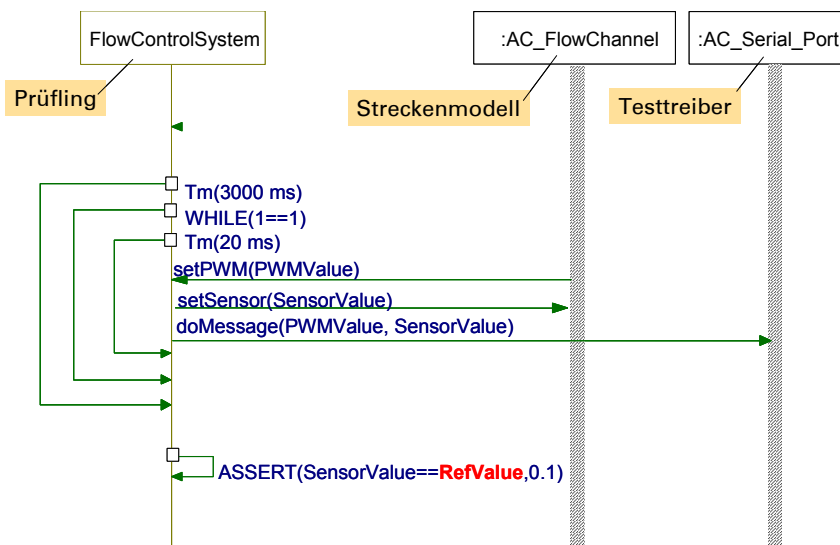 FlowControlSystem
:AC_FlowChannel
:AC_Serial_Port
Prüfling
Streckenmodell
Testtreiber
Tm(3000 ms)
WHILE(1==1)
Tm(20 ms)
setPWM(PWMValue)
setSensor(SensorValue)
doMessage(PWMValue, SensorValue)
ASSERT(SensorValue==RefValue,0.1)